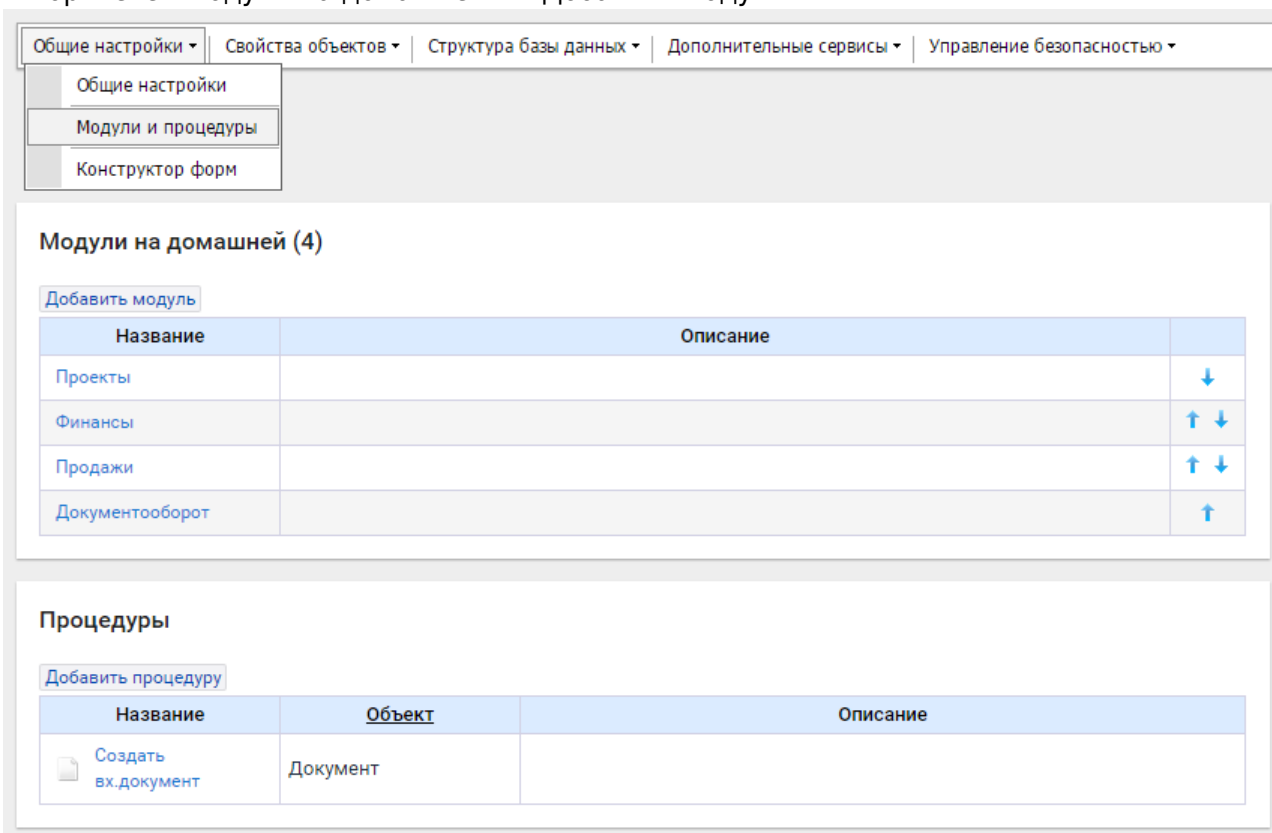 Общие настройки Свойства объектов Структура базы данных Дополнительные сервисы Управление безопасностью
Общие настройки
Модули и процедуры
Конструктор форм
Модули на домашней (4)
Добавить модуль
Название Описание
Проекты
Финансы
Продажи
Документооборот
Процедуры
Добавить процедуру
Название Объект Описание
Создать
вх.документ Документ